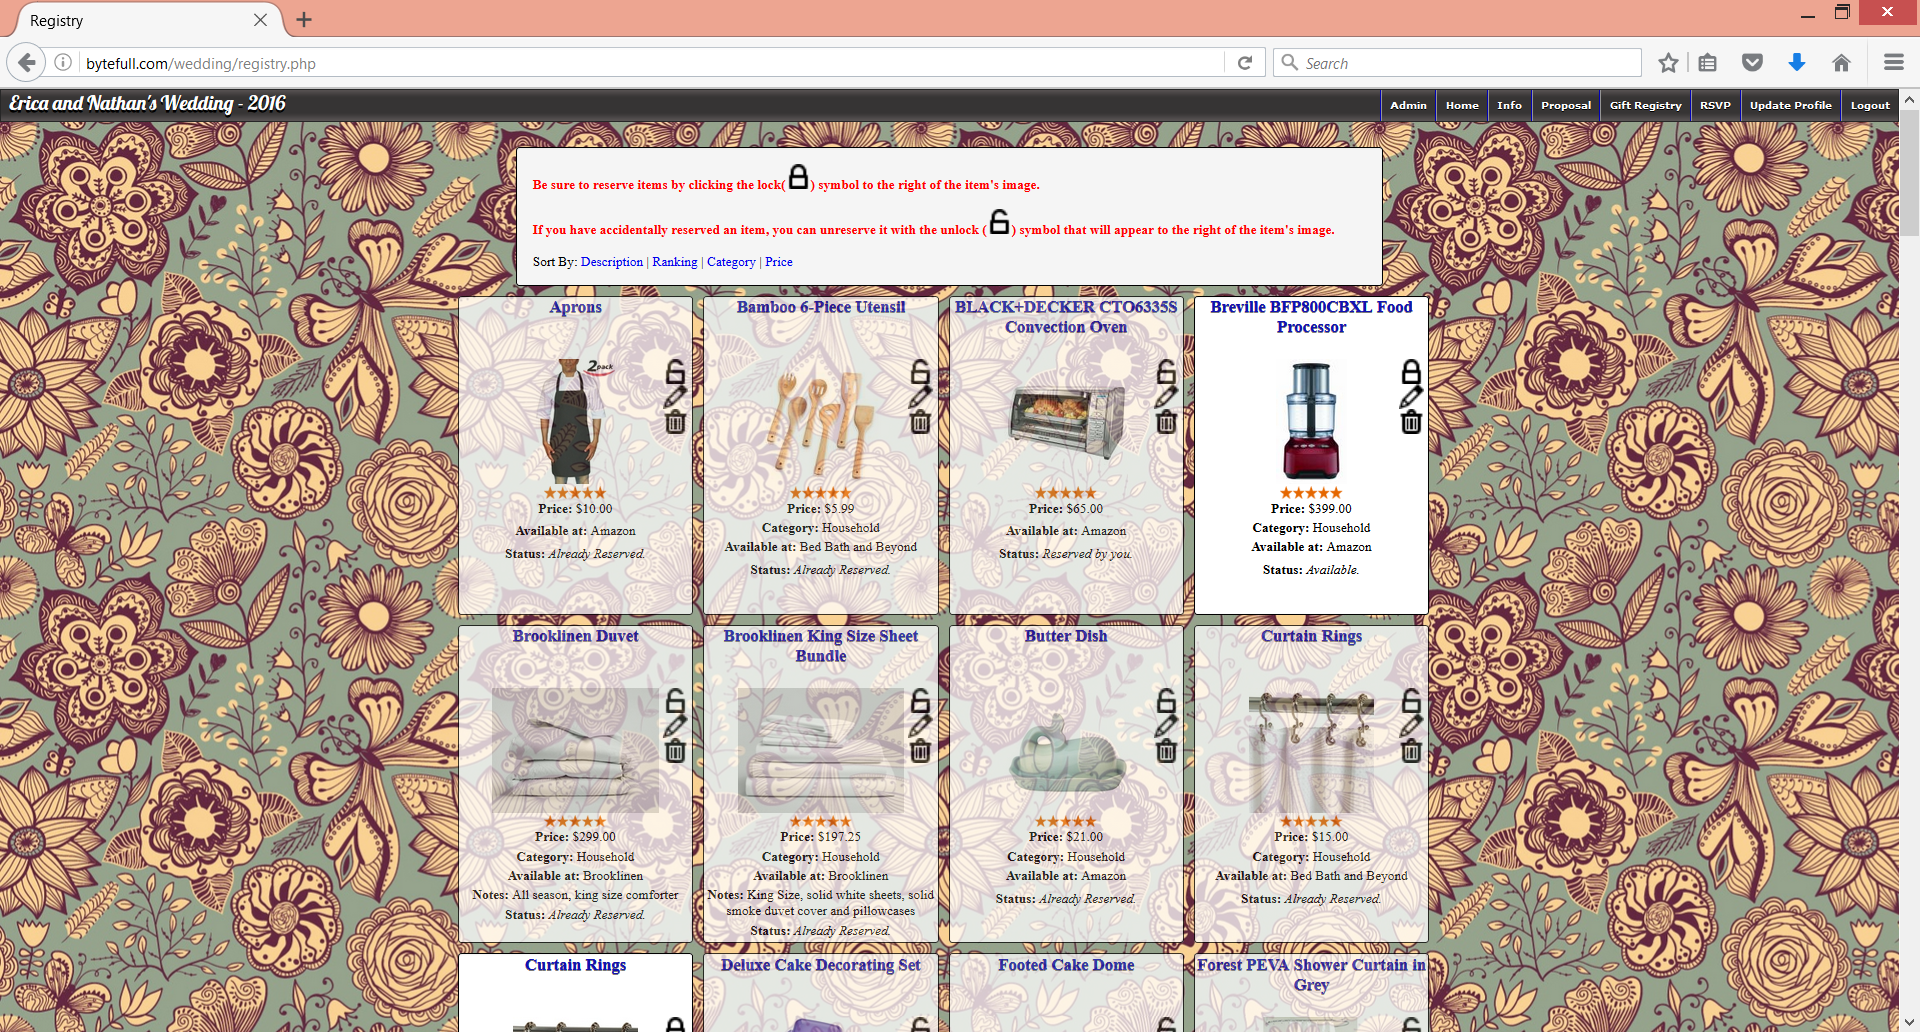 Registry
bytefull.com/wedding/registry.php
Search
Erica and Nathan's Wedding - 2016
Admin Home Info Proposal Gift Registry RSVP Update Profile Logout
Be sure to reserve items by clicking the lock( ) symbol to the right of the item's image.
If you have accidentally reserved an item, you can unreserve it with the unlock ( ) symbol that will appear to the right of the item's image.
Sort By: Description | Ranking | Category | Price
Aprons
2 pack
Price: $10.00
Available at: Amazon
Status: Already Reserved.
Bamboo 6-Piece Utensil
Price: $5.99
Category: Household
Available at: Bed Bath and Beyond
Status: Already Reserved.
BLACK+DECKER CTO6335S
Convection Oven
Price: $65.00
Available at: Amazon
Status: Reserved by you.
Breville BFP800CBXL Food
Processor
Price: $399.00
Category: Household
Available at: Amazon
Status: Available.
Brooklinen Duvet
Price: $299.00
Category: Household
Available at: Brooklinen
Notes: All season, king size comforter
Status: Already Reserved.
Brooklinen King Size Sheet
Bundle
Price: $197.25
Category: Household
Available at: Brooklinen
Notes: King Size, solid white sheets, solid
smoke duvet cover and pillowcases
Status: Already Reserved.
Butter Dish
Price: $21.00
Category: Household
Available at: Amazon
Status: Already Reserved.
Curtain Rings
Price: $15.00
Category: Household
Available at: Bed Bath and Beyond
Status: Already Reserved.
Curtain Rings
Deluxe Cake Decorating Set
Footed Cake Dome
Forest PEVA Shower Curtain in
Grey